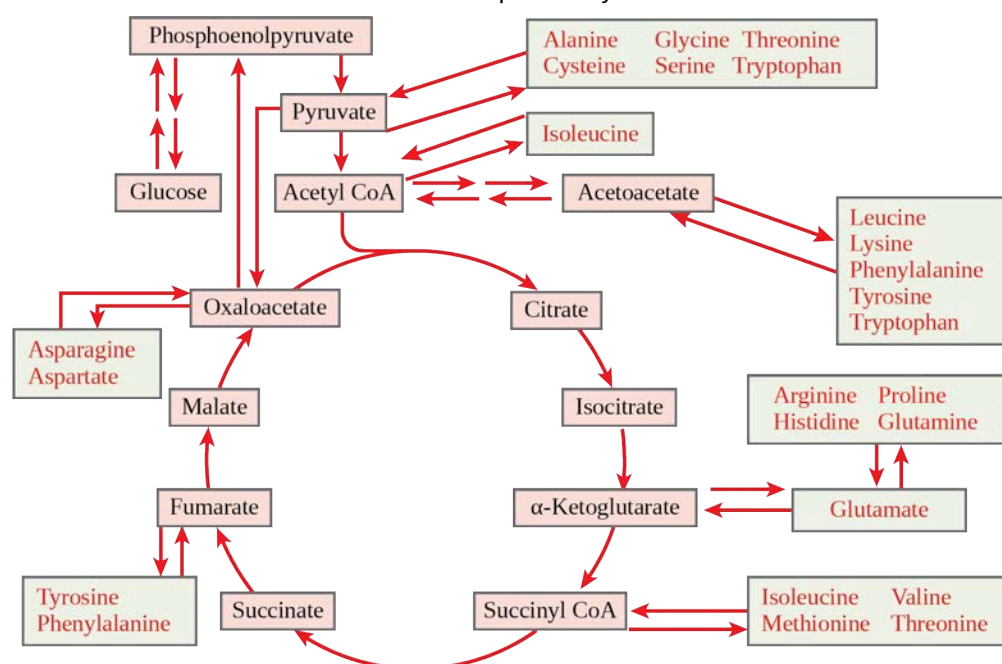 Phosphoenolpyruvate
Alanine Glycine Threonine
Cysteine Serine Tryptophan
Pyruvate
Isoleucine
Glucose
Acetyl CoA
Acetoacetate
Leucine
Lysine
Phenylalanine
Tyrosine
Tryptophan
Oxaloacetate
Citrate
Asparagine
Aspartate
Malate
Isocitrate
Arginine Proline
Histidine Glutamine
Fumarate
α-Ketoglutarate
Glutamate
Tyrosine
Phenylalanine
Succinate
Succinyl CoA
Isoleucine Valine
Methionine Threonine